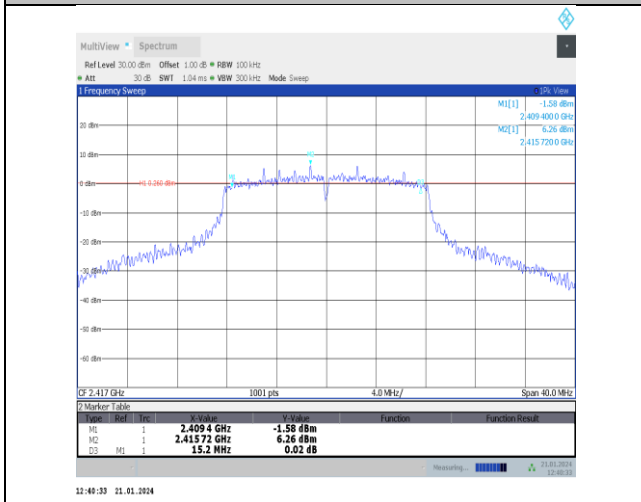 MultiView Spectrum
Ref Level 30.00 dBm Offset 1.00 dB RBW 100 kHz
Att 30 dB SWT 1.04 ms VBW 300 kHz Mode Sweep
1 Frequency Sweep 1Pk View
M1[1] -1.58 dBm
2.409 400 0 GHz
M2[1] 6.26 dBm
2.415 720 0 GHz
20 dBm
10 dBm
0 dBm
H1 0.260 dBm
-10 dBm
-20 dBm
-30 dBm
-40 dBm
-50 dBm
-60 dBm
CF 2.417 GHz 1001 pts 4.0 MHz/ Span 40.0 MHz
2 Marker Table
Type Ref Trc X-Value Y-Value Function Function Result
M1 1 2.409 4 GHz -1.58 dBm
M2 1 2.415 72 GHz 6.26 dBm
D3 M1 1 15.2 MHz 0.02 dB
Measuring... 21.01.2024
12:40:33
12:40:33 21.01.2024